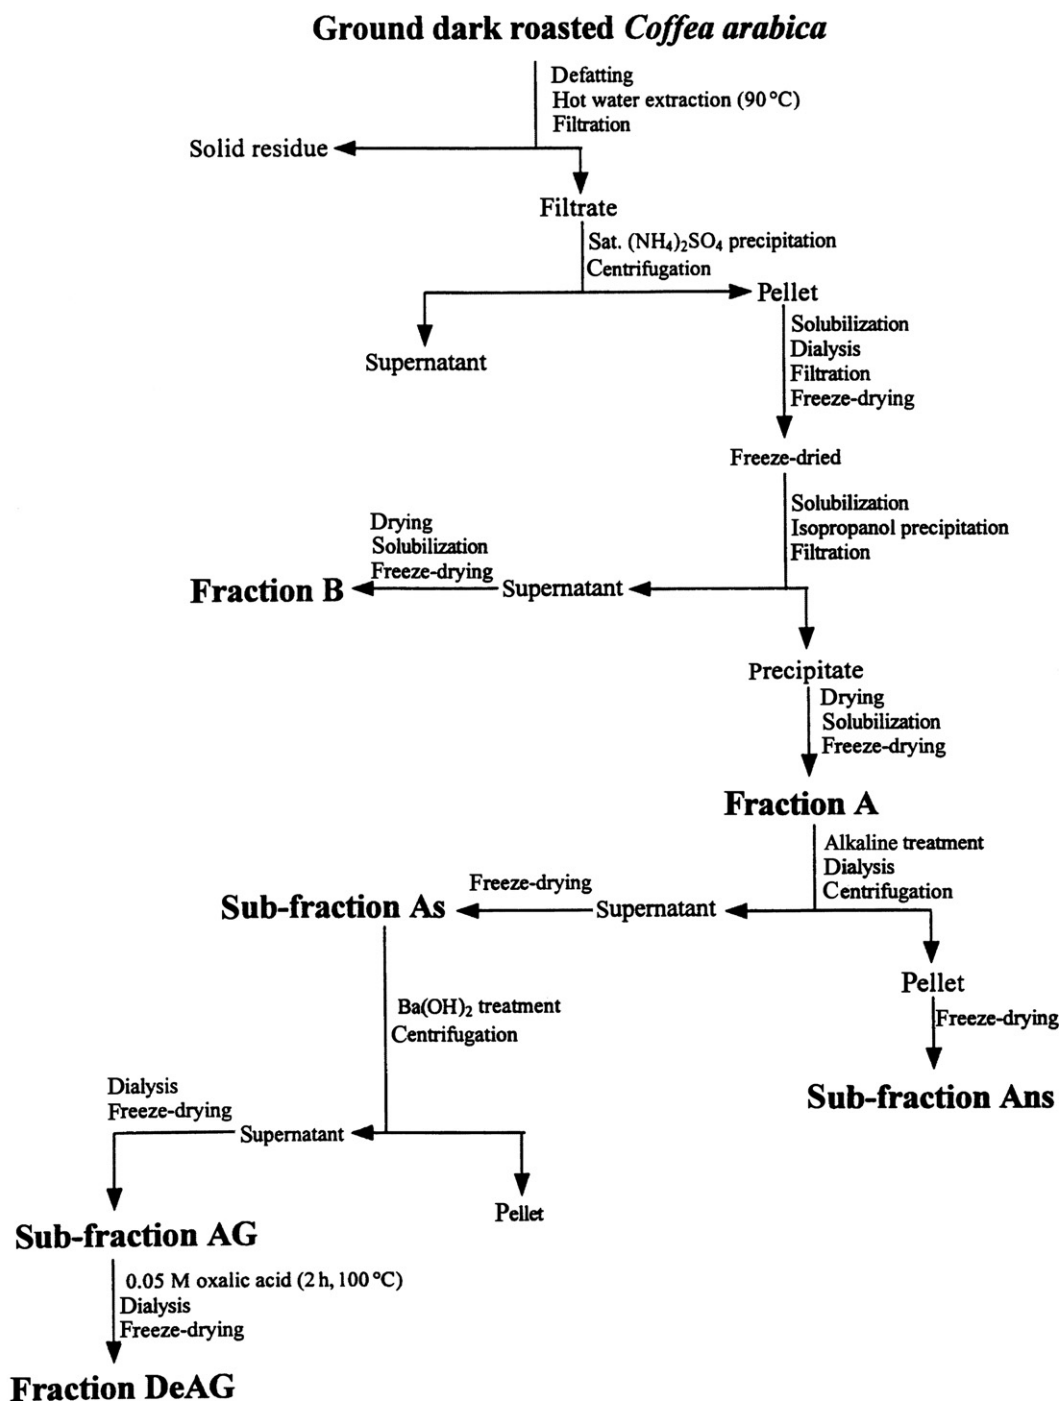 Ground dark roasted Coffea arabica
Defatting
Hot water extraction (90 °C)
Filtration
Solid residue
Filtrate
Sat. (NH₄)₂SO₄ precipitation
Centrifugation
Pellet
Supernatant
Solubilization
Dialysis
Filtration
Freeze-drying
Freeze-dried
Solubilization
Isopropanol precipitation
Filtration
Drying
Solubilization
Freeze-drying
Fraction B
Supernatant
Precipitate
Drying
Solubilization
Freeze-drying
Fraction A
Alkaline treatment
Dialysis
Centrifugation
Freeze-drying
Sub-fraction As
Supernatant
Pellet
Freeze-drying
Sub-fraction Ans
Ba(OH)₂ treatment
Centrifugation
Dialysis
Freeze-drying
Supernatant
Pellet
Sub-fraction AG
0.05 M oxalic acid (2 h, 100 °C)
Dialysis
Freeze-drying
Fraction DeAG